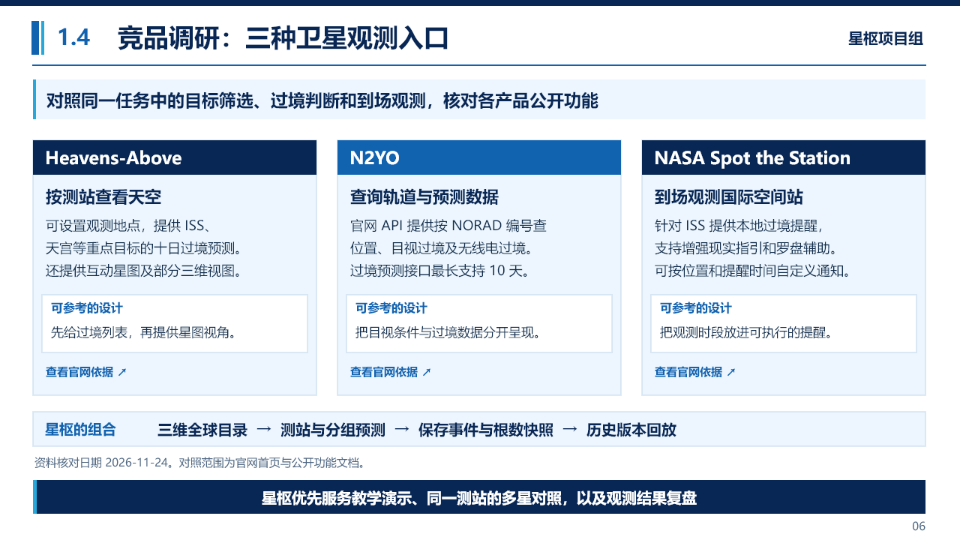 1.4 竞品调研：三种卫星观测入口
星枢项目组
对照同一任务中的目标筛选、过境判断和到场观测，核对各产品公开功能
Heavens-Above
按测站查看天空
可设置观测地点，提供 ISS、
天宫等重点目标的十日过境预测。
还提供互动星图及部分三维视图。
可参考的设计
先给过境列表，再提供星图视角。
查看官网依据 ↗
N2YO
查询轨道与预测数据
官网 API 提供按 NORAD 编号查
位置、目视过境及无线电过境。
过境预测接口最长支持 10 天。
可参考的设计
把目视条件与过境数据分开呈现。
查看官网依据 ↗
NASA Spot the Station
到场观测国际空间站
针对 ISS 提供本地过境提醒，
支持增强现实指引和罗盘辅助。
可按位置和提醒时间自定义通知。
可参考的设计
把观测时段放进可执行的提醒。
查看官网依据 ↗
星枢的组合 三维全球目录 → 测站与分组预测 → 保存事件与根数快照 → 历史版本回放
资料核对日期 2026-11-24。对照范围为官网首页与公开功能文档。
星枢优先服务教学演示、同一测站的多星对照，以及观测结果复盘
06